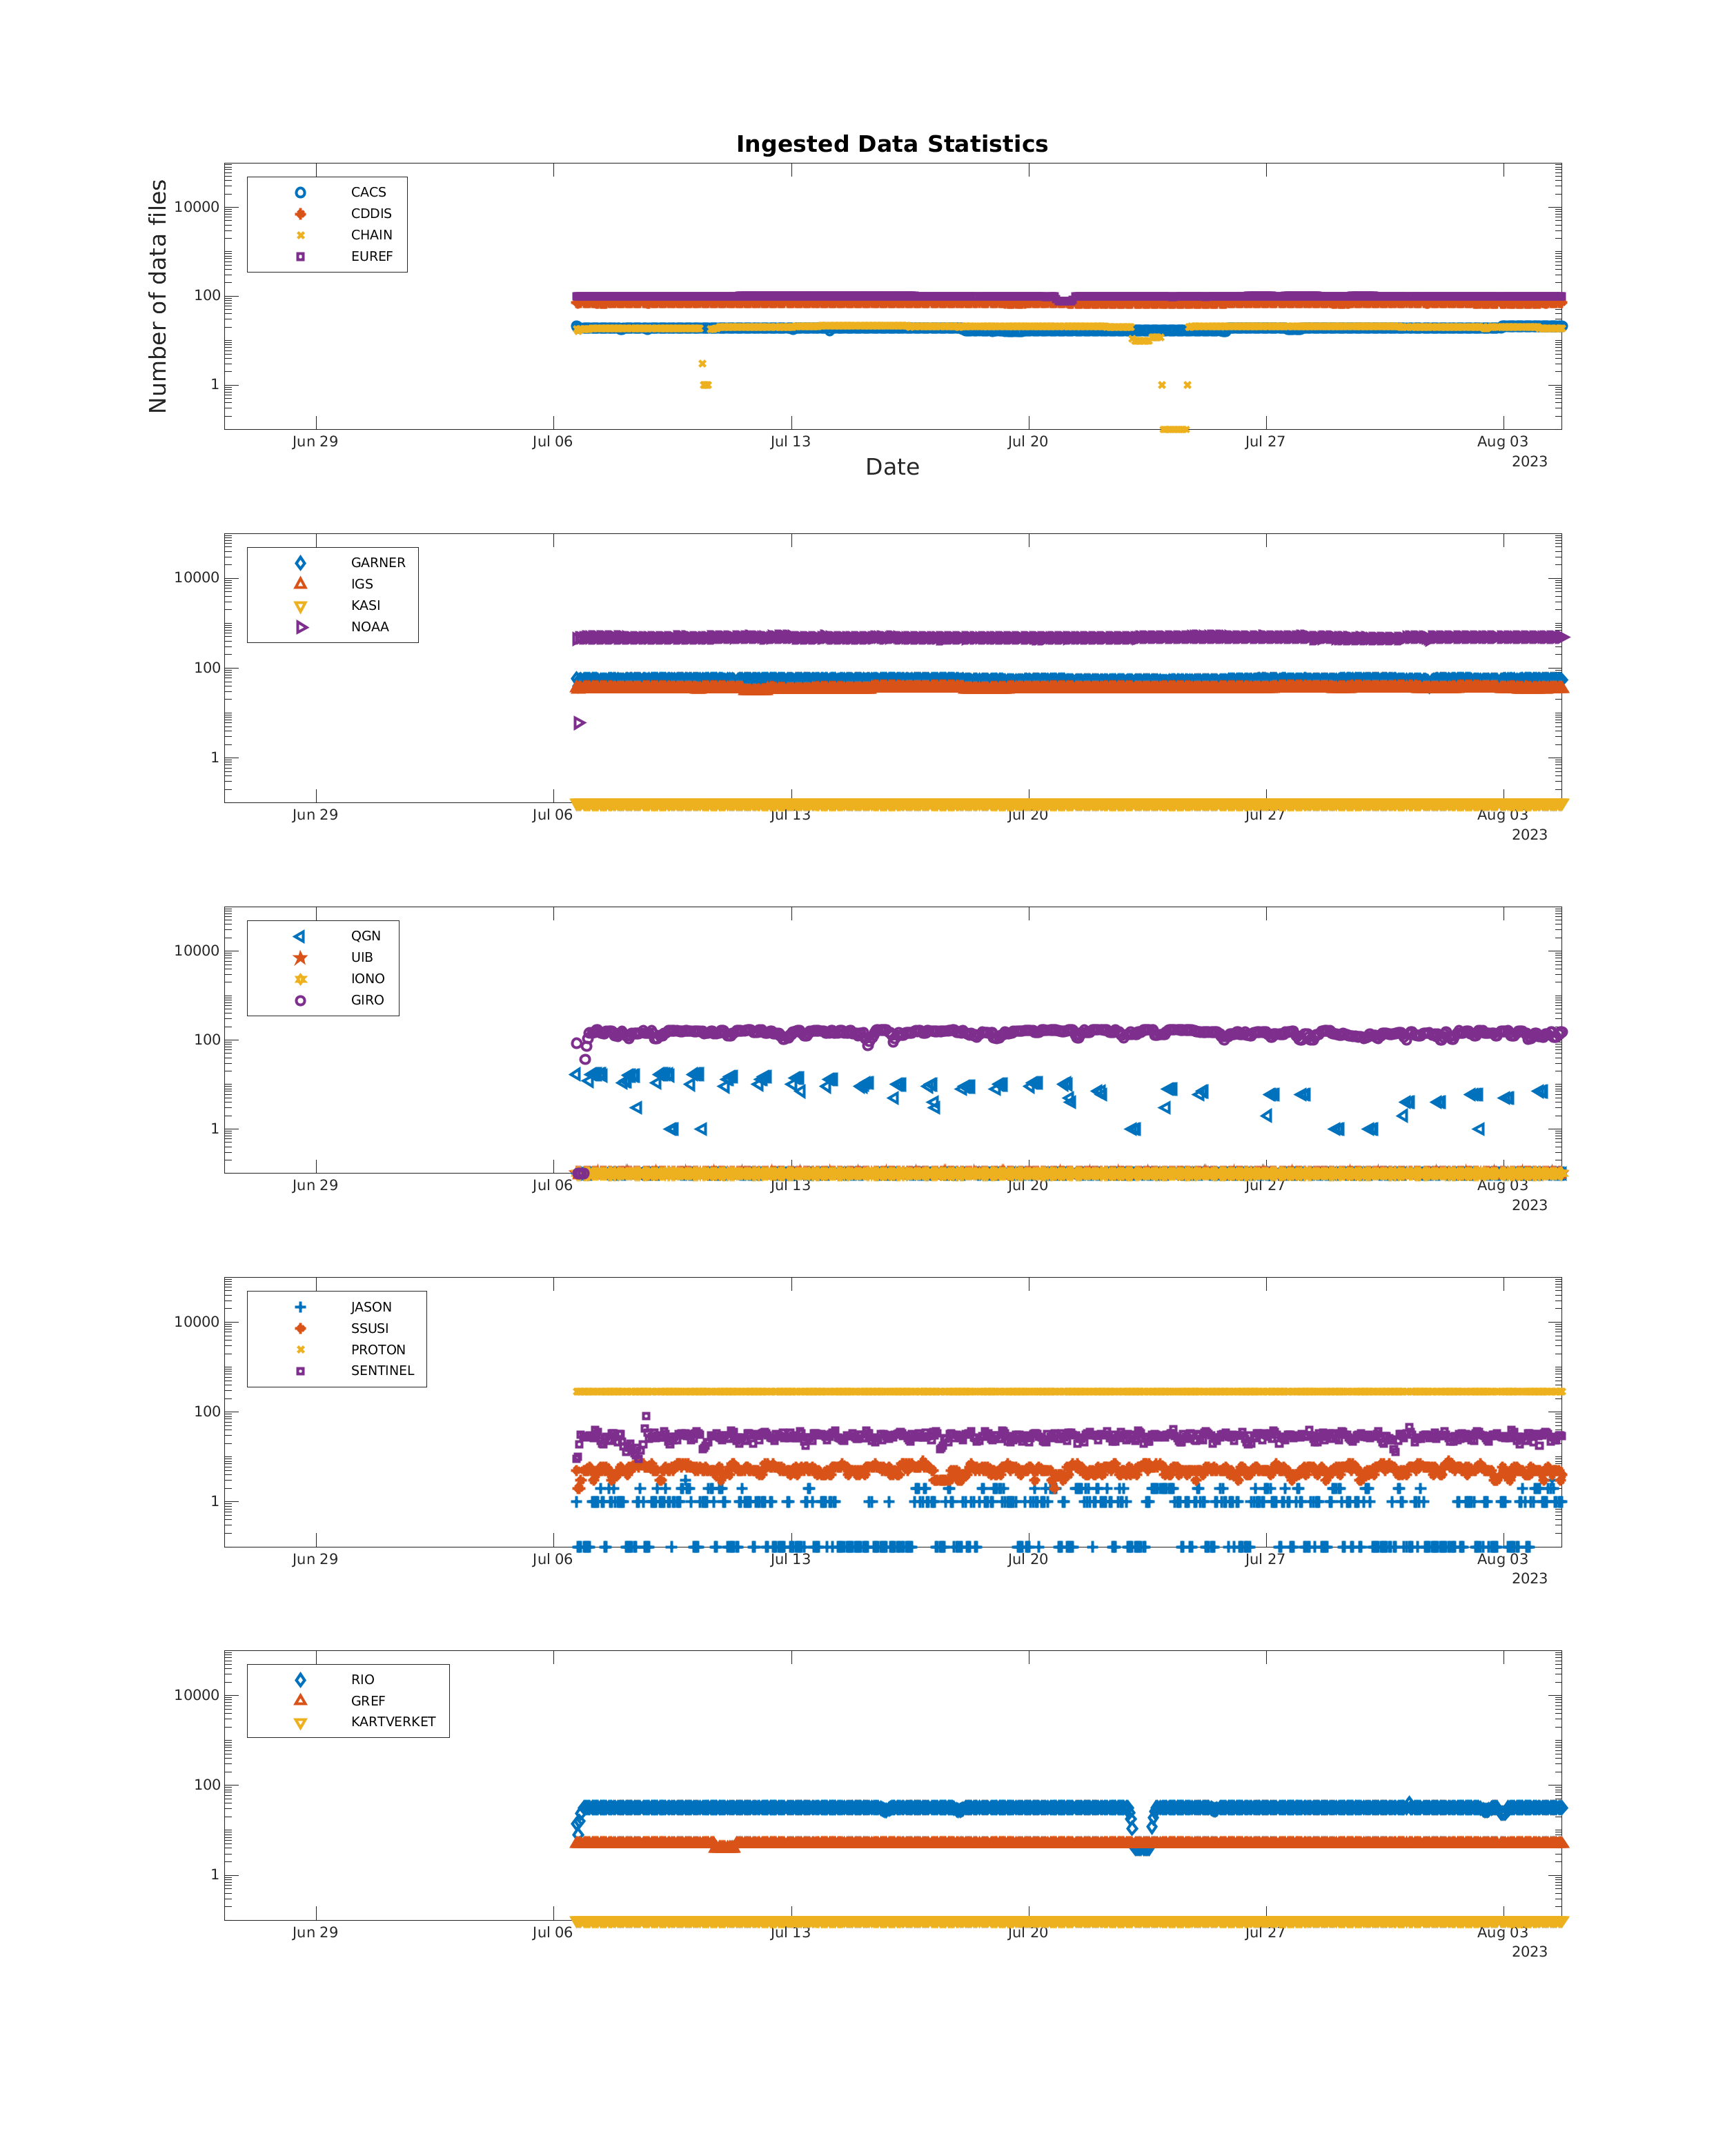 Ingested Data Statistics
Number of data files
10000
100
1
CACS
CDDIS
CHAIN
EUREF
Jun 29 Jul 06 Jul 13 Jul 20 Jul 27 Aug 03
2023
Date
10000
100
1
GARNER
IGS
KASI
NOAA
Jun 29 Jul 06 Jul 13 Jul 20 Jul 27 Aug 03
2023
10000
100
1
QGN
UIB
IONO
GIRO
Jun 29 Jul 06 Jul 13 Jul 20 Jul 27 Aug 03
2023
10000
100
1
JASON
SSUSI
PROTON
SENTINEL
Jun 29 Jul 06 Jul 13 Jul 20 Jul 27 Aug 03
2023
10000
100
1
RIO
GREF
KARTVERKET
Jun 29 Jul 06 Jul 13 Jul 20 Jul 27 Aug 03
2023